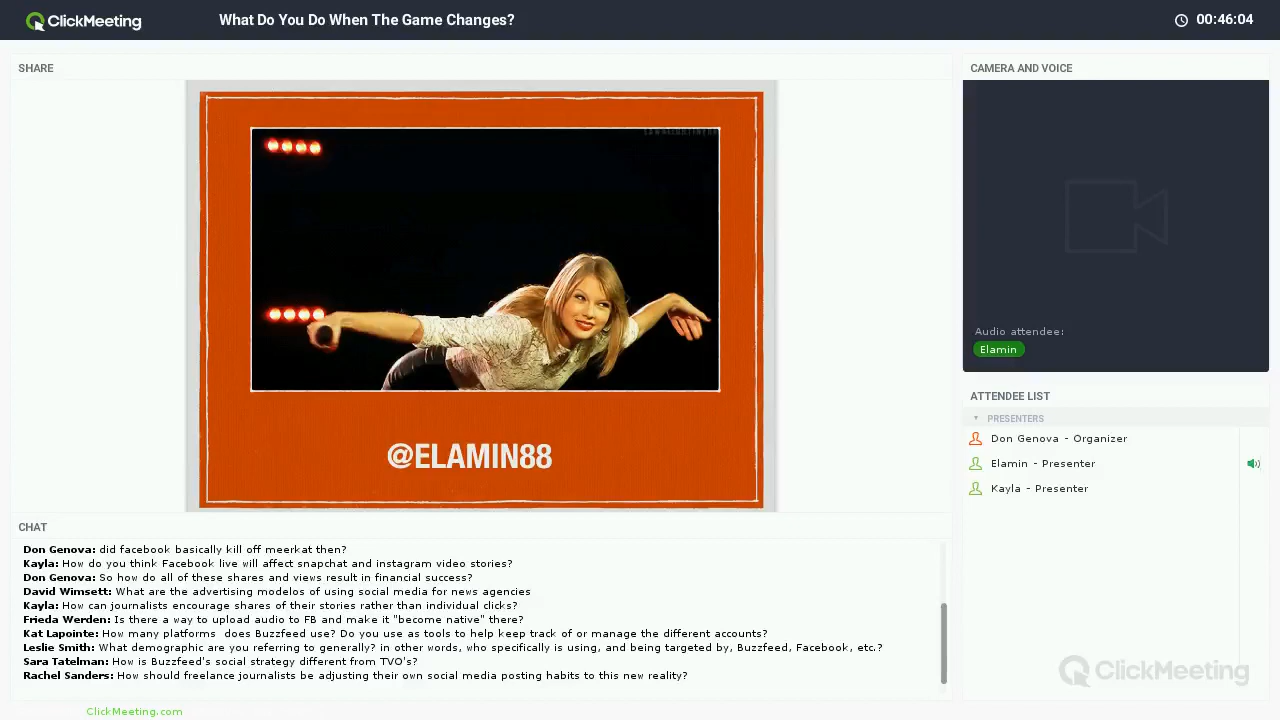 ClickMeeting
What Do You Do When The Game Changes?
00:46:04
SHARE
@ELAMIN88
CAMERA AND VOICE
Audio attendee:
Elamin
ATTENDEE LIST
PRESENTERS
Don Genova - Organizer
Elamin - Presenter
Kayla - Presenter
CHAT
Don Genova: did facebook basically kill off meerkat then?
Kayla: How do you think Facebook live will affect snapchat and instagram video stories?
Don Genova: So how do all of these shares and views result in financial success?
David Wimsett: What are the advertising modelos of using social media for news agencies
Kayla: How can journalists encourage shares of their stories rather than individual clicks?
Frieda Werden: Is there a way to upload audio to FB and make it "become native" there?
Kat Lapointe: How many platforms  does Buzzfeed use? Do you use as tools to help keep track of or manage the different accounts?
Leslie Smith: What demographic are you referring to generally? in other words, who specifically is using, and being targeted by, Buzzfeed, Facebook, etc.?
Sara Tatelman: How is Buzzfeed's social strategy different from TVO's?
Rachel Sanders: How should freelance journalists be adjusting their own social media posting habits to this new reality?
ClickMeeting
ClickMeeting.com